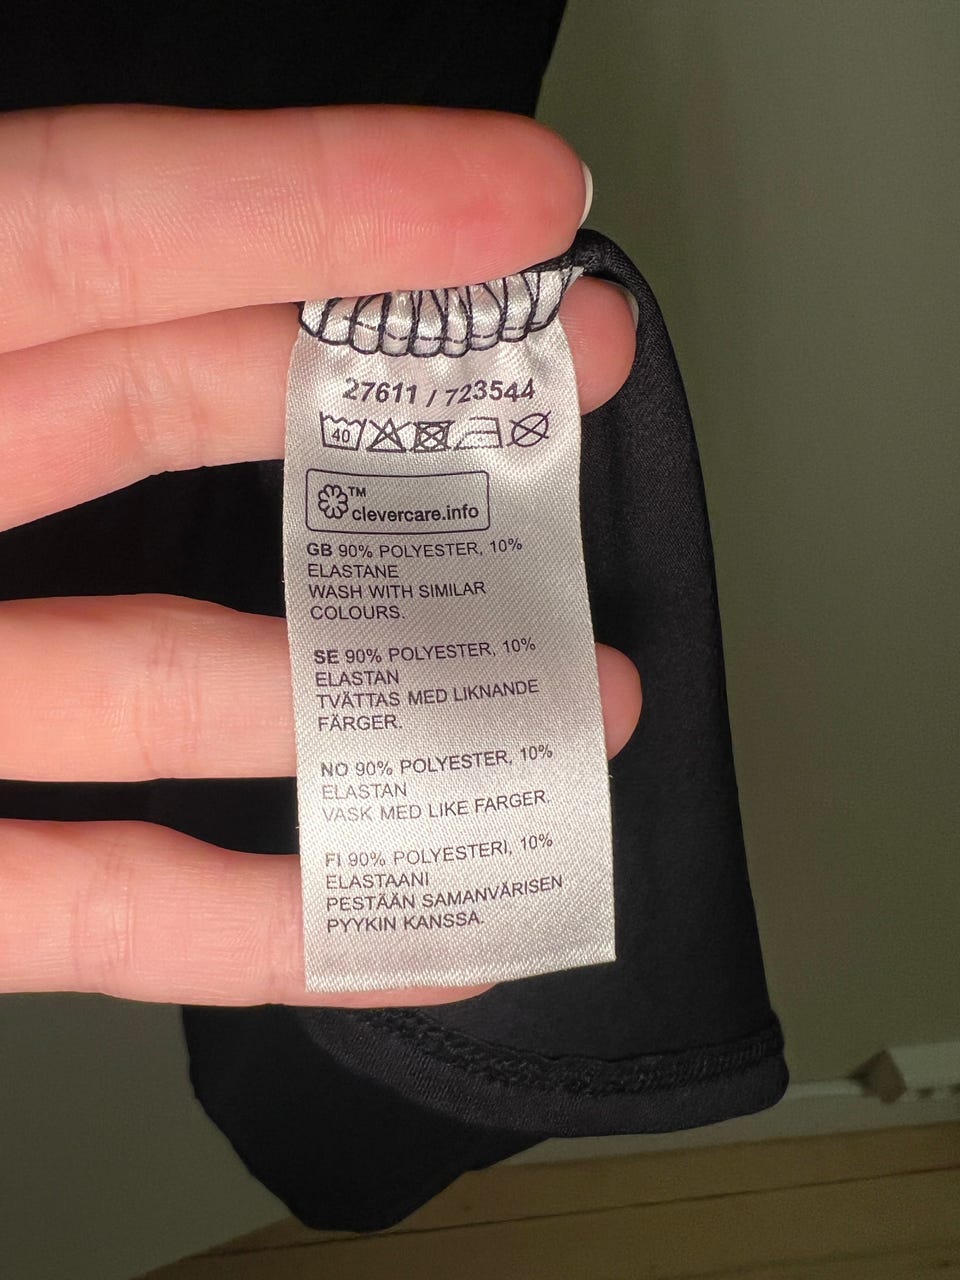 27611 / 723544
40
TM
clevercare.info
GB 90% POLYESTER, 10%
ELASTANE
WASH WITH SIMILAR
COLOURS.
SE 90% POLYESTER, 10%
ELASTAN
TVÄTTAS MED LIKNANDE
FÄRGER.
NO 90% POLYESTER, 10%
ELASTAN
VASK MED LIKE FARGER.
FI 90% POLYESTERI, 10%
ELASTAANI
PESTÄÄN SAMANVÄRISEN
PYYKIN KANSSA.